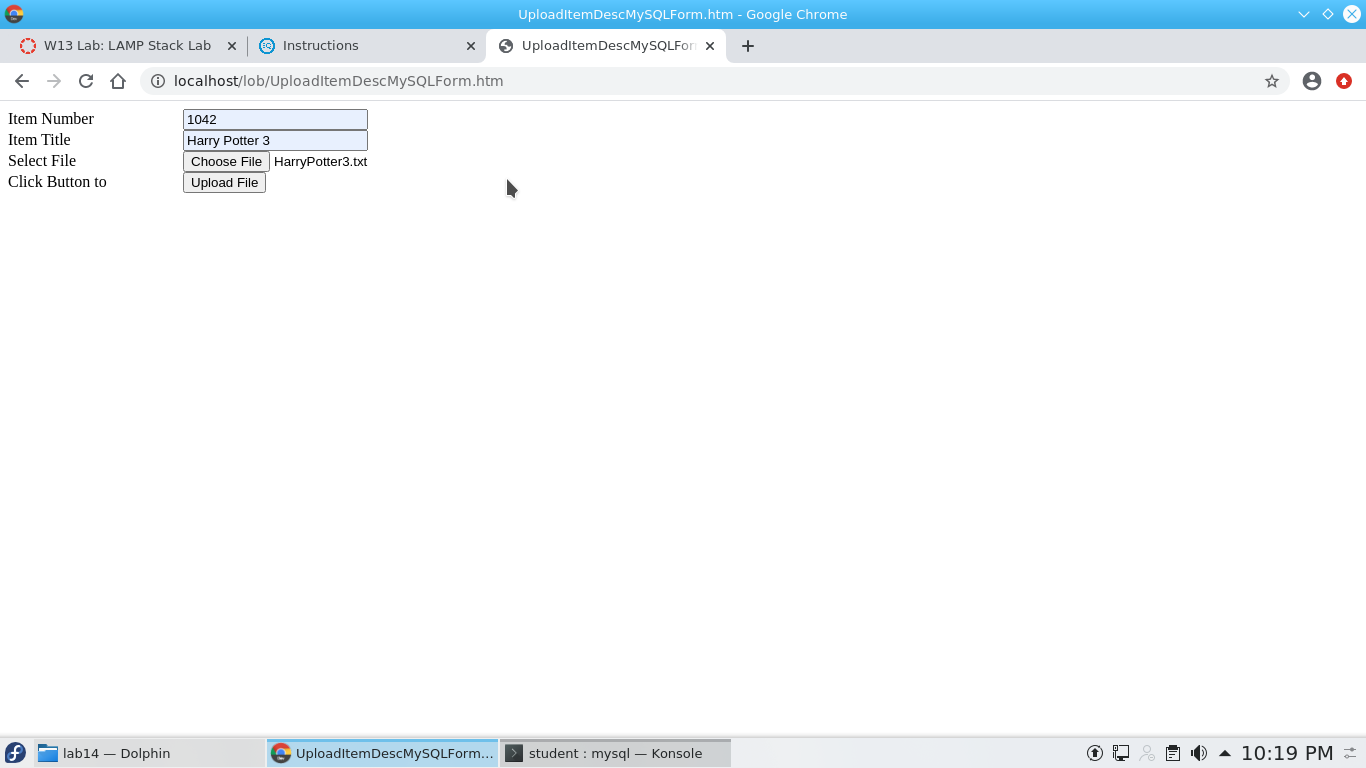 UploadItemDescMySQLForm.htm - Google Chrome
W13 Lab: LAMP Stack Lab
Instructions
UploadItemDescMySQLFor
localhost/lob/UploadItemDescMySQLForm.htm
Item Number 1042
Item Title Harry Potter 3
Select File Choose File HarryPotter3.txt
Click Button to Upload File
lab14 — Dolphin
UploadItemDescMySQLForm...
student : mysql — Konsole
10:19 PM